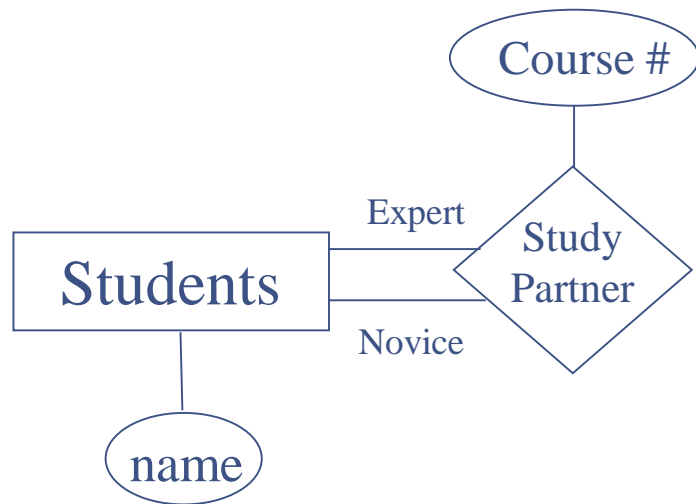 Course #
Expert
Study
Partner
Students
Novice
name